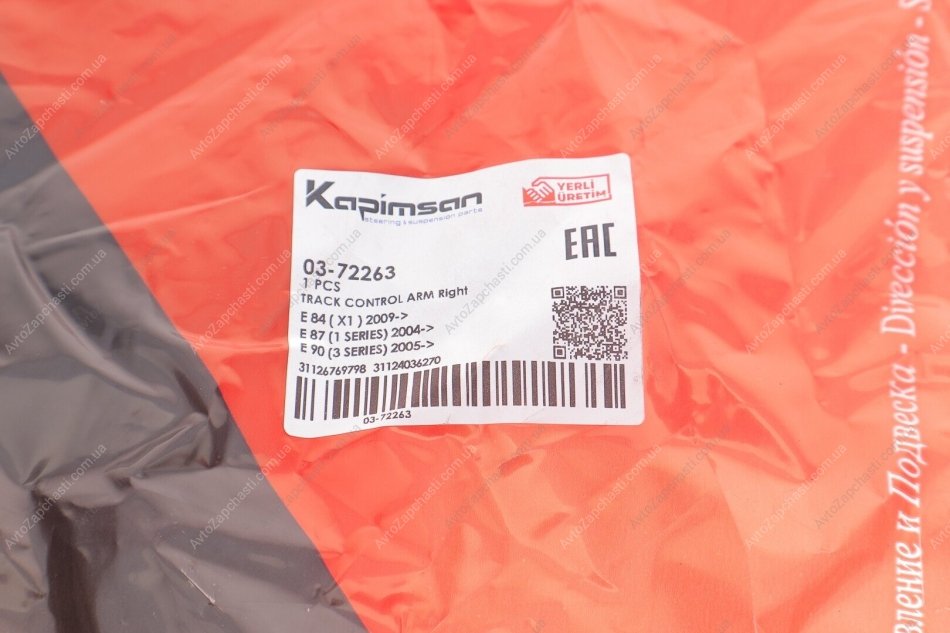 Kapimsan
steering & suspension parts
YERLİ
ÜRETİM
EAC
03-72263
1 PCS
TRACK CONTROL ARM Right
E 84 ( X1 ) 2009->
E 87 (1 SERIES) 2004->
E 90 (3 SERIES) 2005->
31126769798 31124036270
03-72263
вление и Подвеска - Dirección y suspensión - S
AvtoZapchasti.com.ua